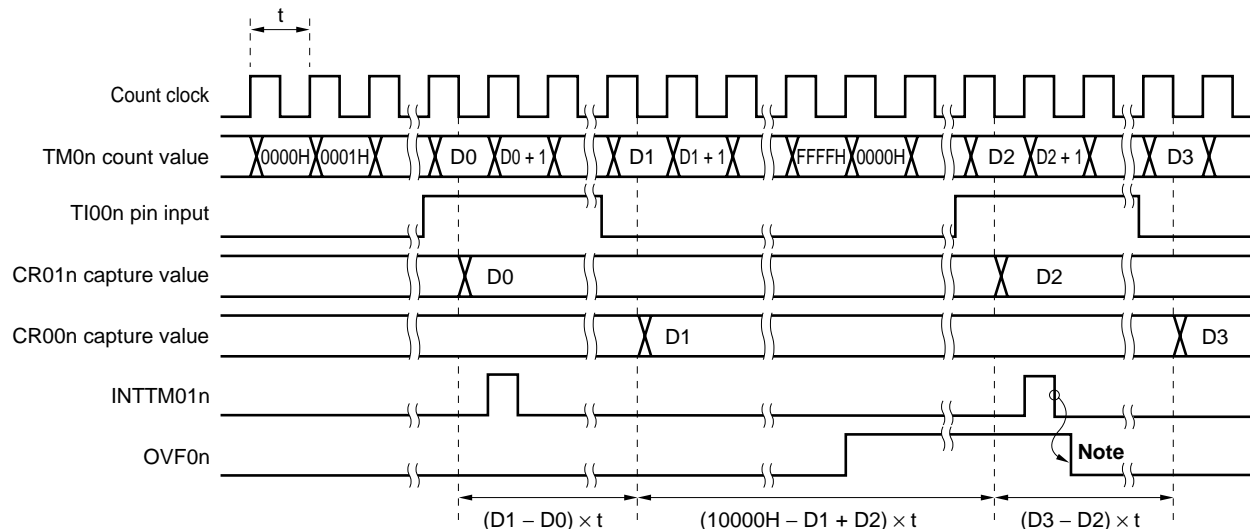 t
Count clock
TM0n count value 0000H 0001H D0 D0 + 1 D1 D1 + 1 FFFFH 0000H D2 D2 + 1 D3
TI00n pin input
CR01n capture value D0 D2
CR00n capture value D1 D3
INTTM01n
OVF0n Note
(D1 – D0) × t (10000H – D1 + D2) × t (D3 – D2) × t